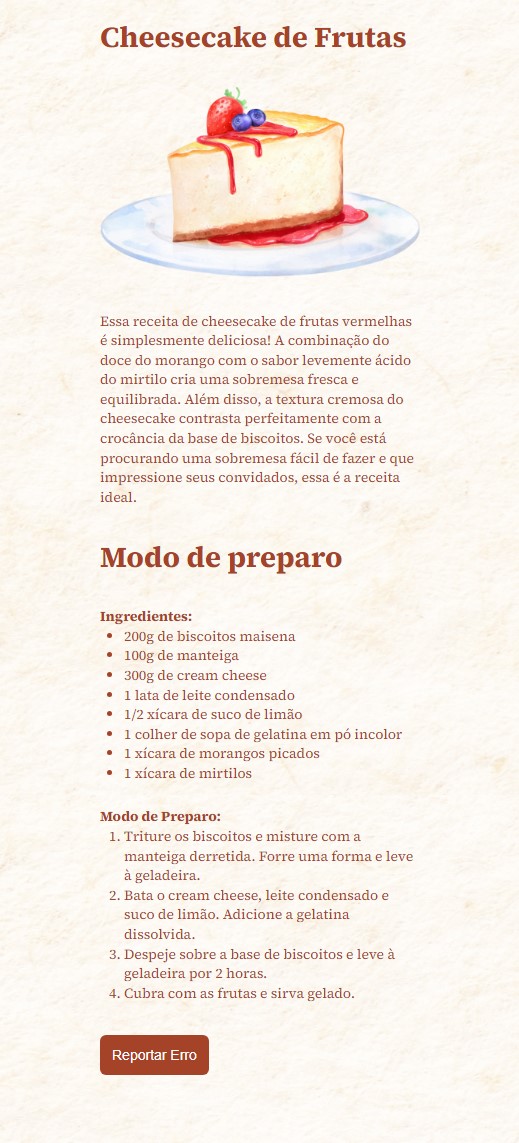 Cheesecake de Frutas
Essa receita de cheesecake de frutas vermelhas
é simplesmente deliciosa! A combinação do
doce do morango com o sabor levemente ácido
do mirtilo cria uma sobremesa fresca e
equilibrada. Além disso, a textura cremosa do
cheesecake contrasta perfeitamente com a
crocância da base de biscoitos. Se você está
procurando uma sobremesa fácil de fazer e que
impressione seus convidados, essa é a receita
ideal.
Modo de preparo
Ingredientes:
• 200g de biscoitos maisena
• 100g de manteiga
• 300g de cream cheese
• 1 lata de leite condensado
• 1/2 xícara de suco de limão
• 1 colher de sopa de gelatina em pó incolor
• 1 xícara de morangos picados
• 1 xícara de mirtilos
Modo de Preparo:
1. Triture os biscoitos e misture com a
manteiga derretida. Forre uma forma e leve
à geladeira.
2. Bata o cream cheese, leite condensado e
suco de limão. Adicione a gelatina
dissolvida.
3. Despeje sobre a base de biscoitos e leve à
geladeira por 2 horas.
4. Cubra com as frutas e sirva gelado.
Reportar Erro